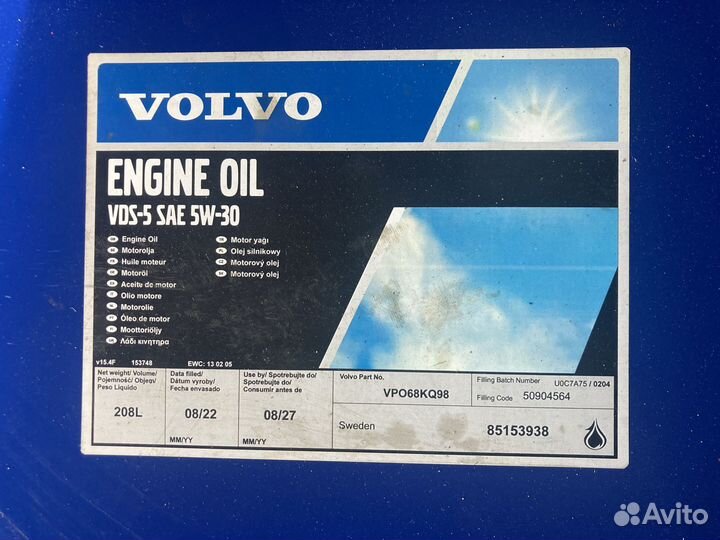 VOLVO
ENGINE OIL
VDS-5 SAE 5W-30
Engine Oil
Motorolja
Huile moteur
Motoröl
Aceite de motor
Olio motore
Motorolie
Óleo de motor
Moottoriöljy
Λάδι κινητηρα
Motor yağı
Olej silnikowy
Motorový olej
Motorový olej
v15.4F 153748 EWC: 13 02 05
Net weight/ Volume/
Pojemność/ Objem/
Peso Líquido
208L
Data filled/
Dátum vyroby/
Fecha envasado
08/22
MM/YY
Use by/ Spotrebujte do/
Spotřebujte do/
Consumir antes de
08/27
MM/YY
Volvo Part No.
VPO68KQ98
Sweden
Filling Batch Number U0C7A75 / 0204
Filling Code 50904564
85153938
Avito